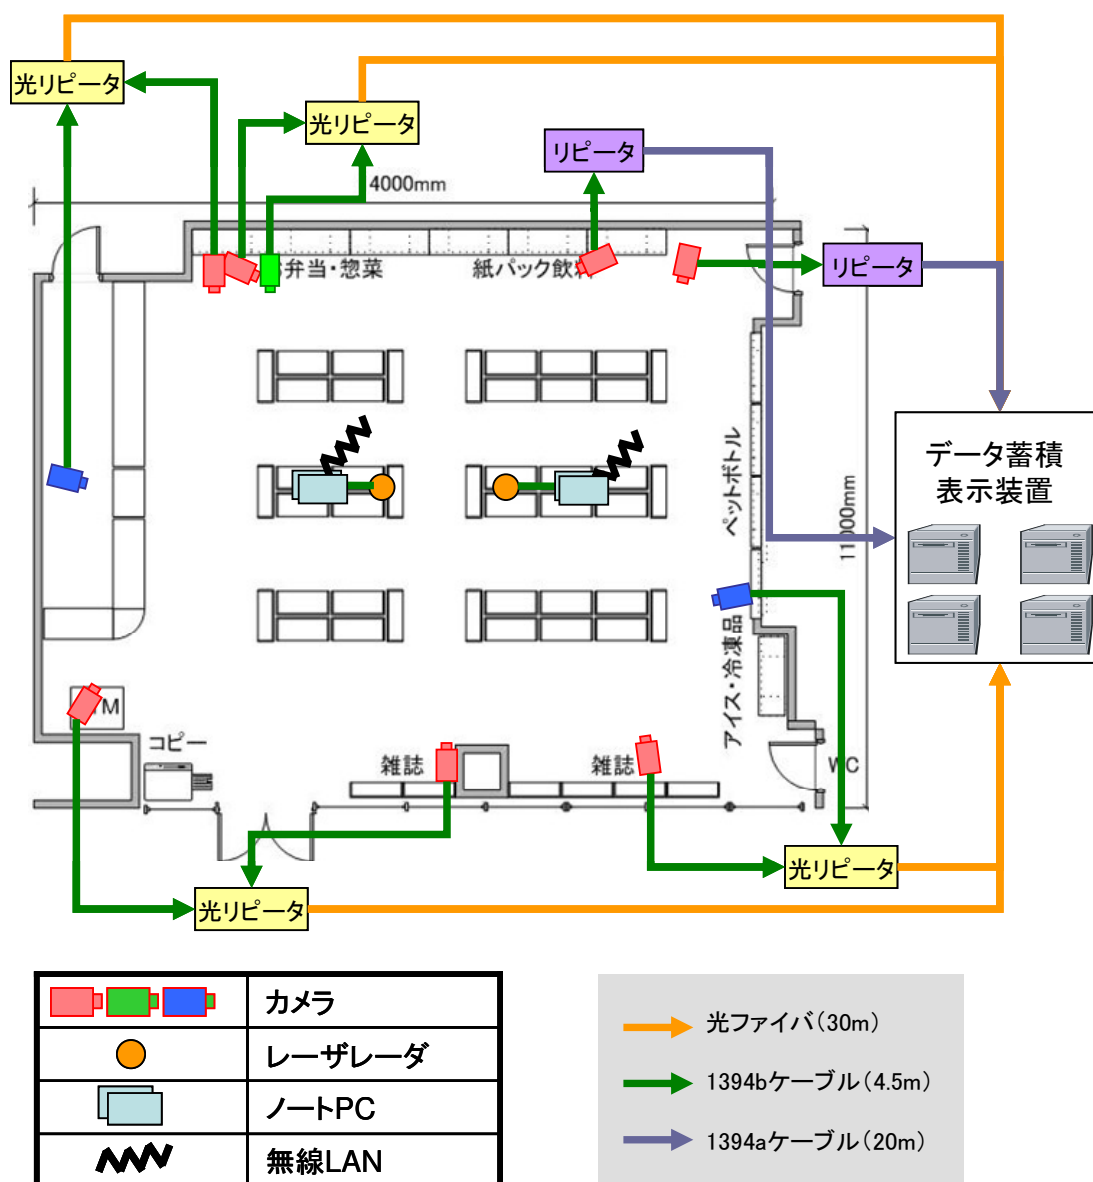 光リピータ
光リピータ
リピータ
4000mm
リピータ
弁当・惣菜
紙パック飲料
データ蓄積
表示装置
ペットボトル
11000mm
アイス・冷凍品
TM
コピー
雑誌
雑誌
WC
光リピータ
光リピータ
カメラ
レーザレーダ
ノートPC
無線LAN
光ファイバ(30m)
1394bケーブル(4.5m)
1394aケーブル(20m)